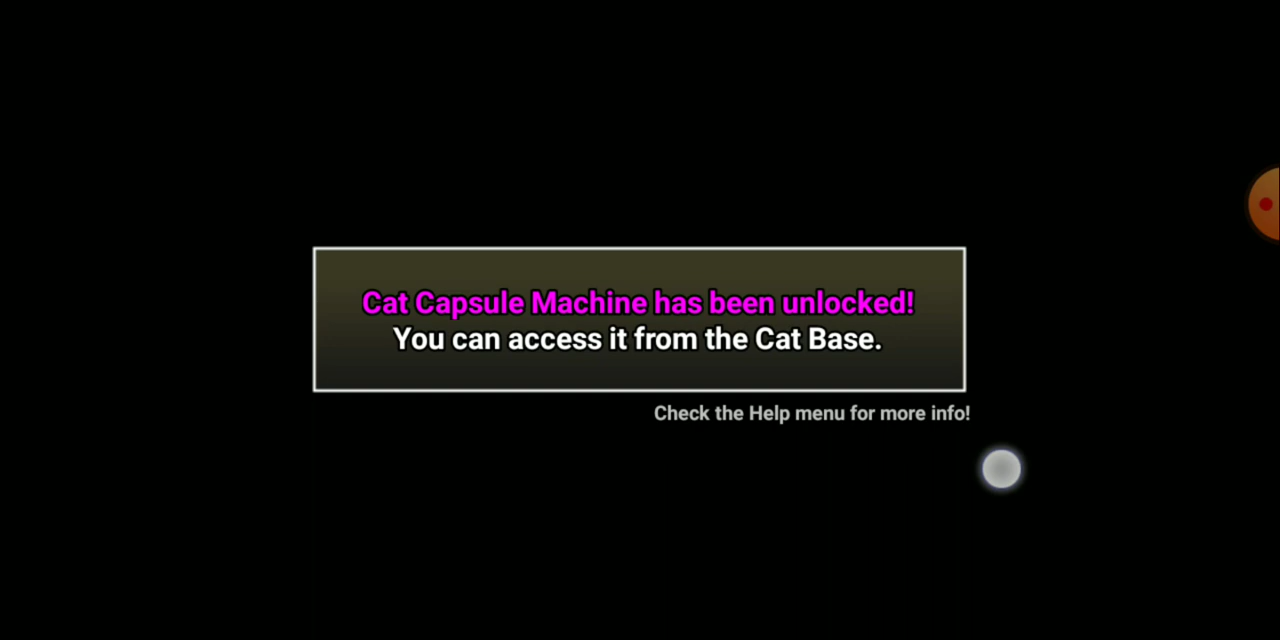 Cat Capsule Machine has been unlocked!
You can access it from the Cat Base.
Check the Help menu for more info!